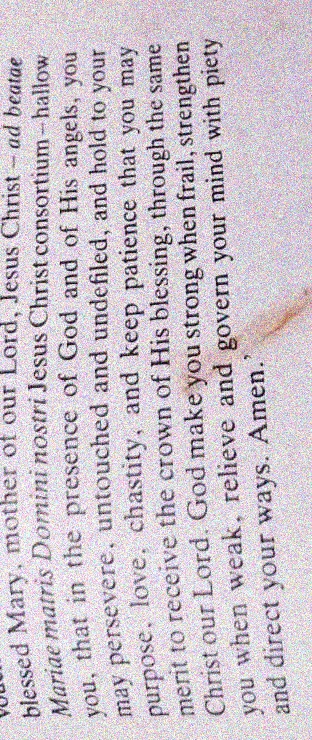 blessed Mary, mother of our Lord, Jesus Christ – ad beatae
Mariae matris Domini nostri Jesus Christ consortium – hallow
you, that in the presence of God and of His angels, you
may persevere, untouched and undefiled, and hold to your
purpose, love, chastity, and keep patience that you may
merit to receive the crown of His blessing, through the same
Christ our Lord. God make you strong when frail, strengthen
you when weak, relieve and govern your mind with piety
and direct your ways. Amen.'